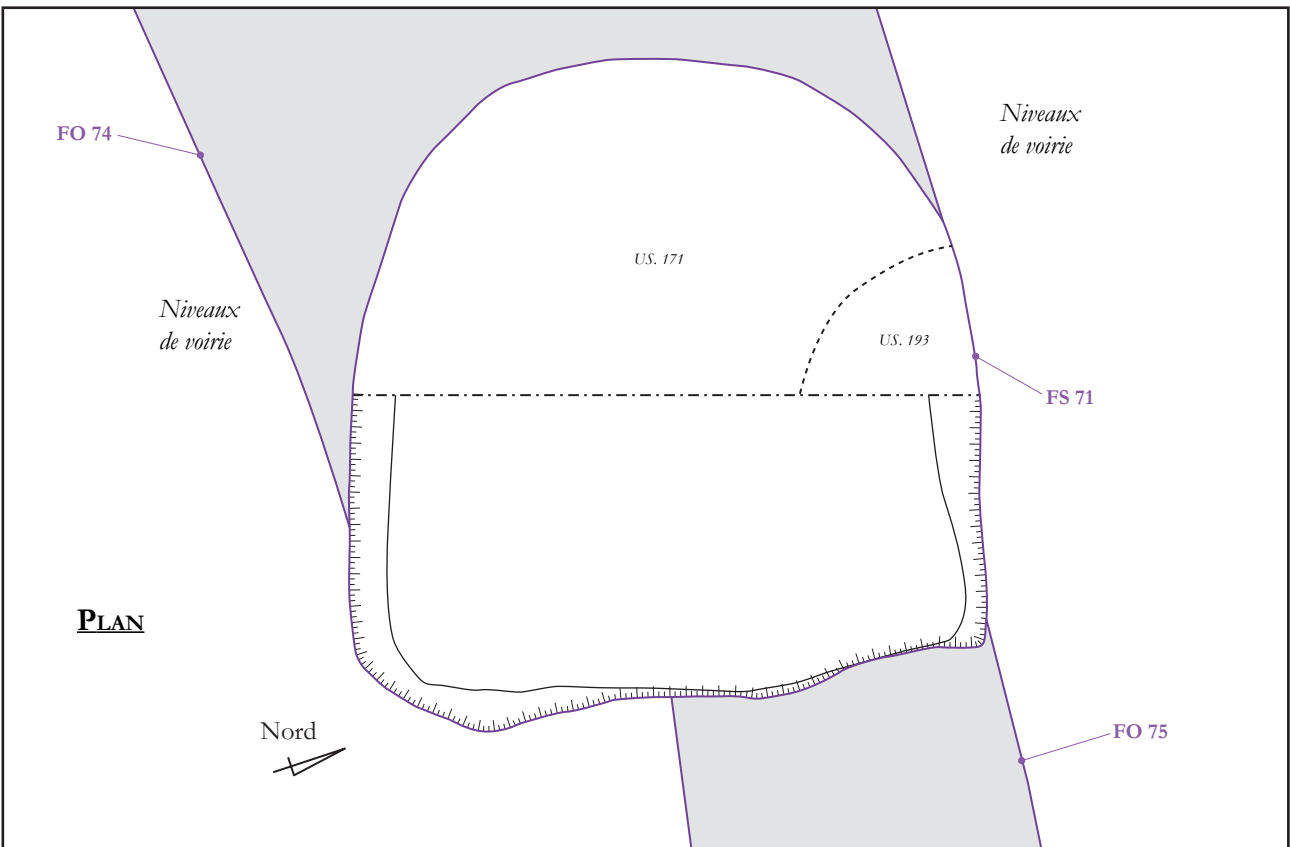 FO 74
Niveaux
de voirie
US. 171
Niveaux
de voirie
US. 193
FS 71
PLAN
Nord
FO 75